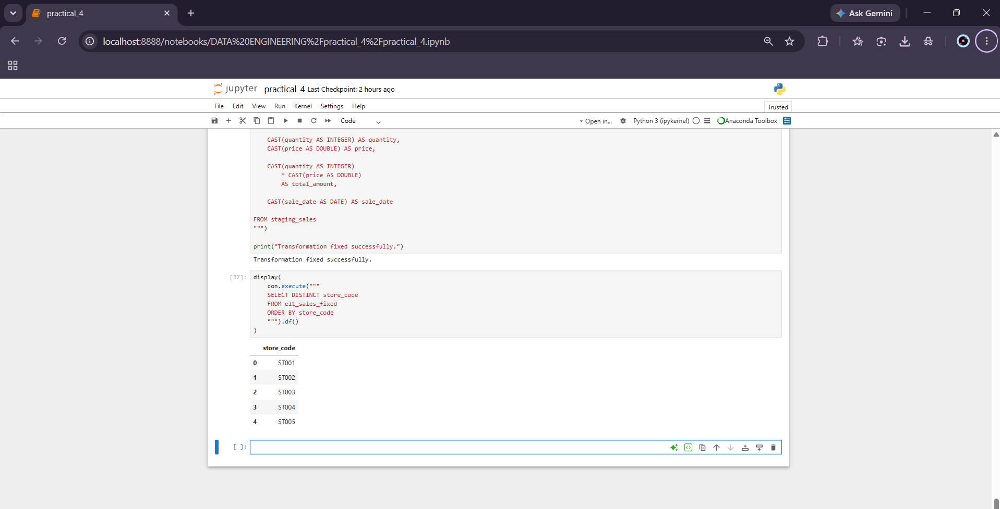 practical_4
Ask Gemini
localhost:8888/notebooks/DATA%20ENGINEERING%2Fpractical_4%2Fpractical_4.ipynb
jupyter practical_4 Last Checkpoint: 2 hours ago
File Edit View Run Kernel Settings Help
Trusted
Code
Open in...
Python 3 (ipykernel)
Anaconda Toolbox
CAST(quantity AS INTEGER) AS quantity,
CAST(price AS DOUBLE) AS price,
CAST(quantity AS INTEGER)
* CAST(price AS DOUBLE)
AS total_amount,
CAST(sale_date AS DATE) AS sale_date
FROM staging_sales
""")
print("Transformation fixed successfully.")
Transformation fixed successfully.
[37]: display(
con.execute("""
SELECT DISTINCT store_code
FROM elt_sales_fixed
ORDER BY store_code
""").df()
)
store_code
0 ST001
1 ST002
2 ST003
3 ST004
4 ST005
[ ]: